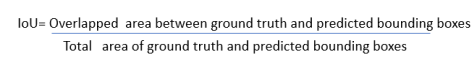 IoU= Overlapped area between ground truth and predicted bounding boxes
Total area of ground truth and predicted bounding boxes